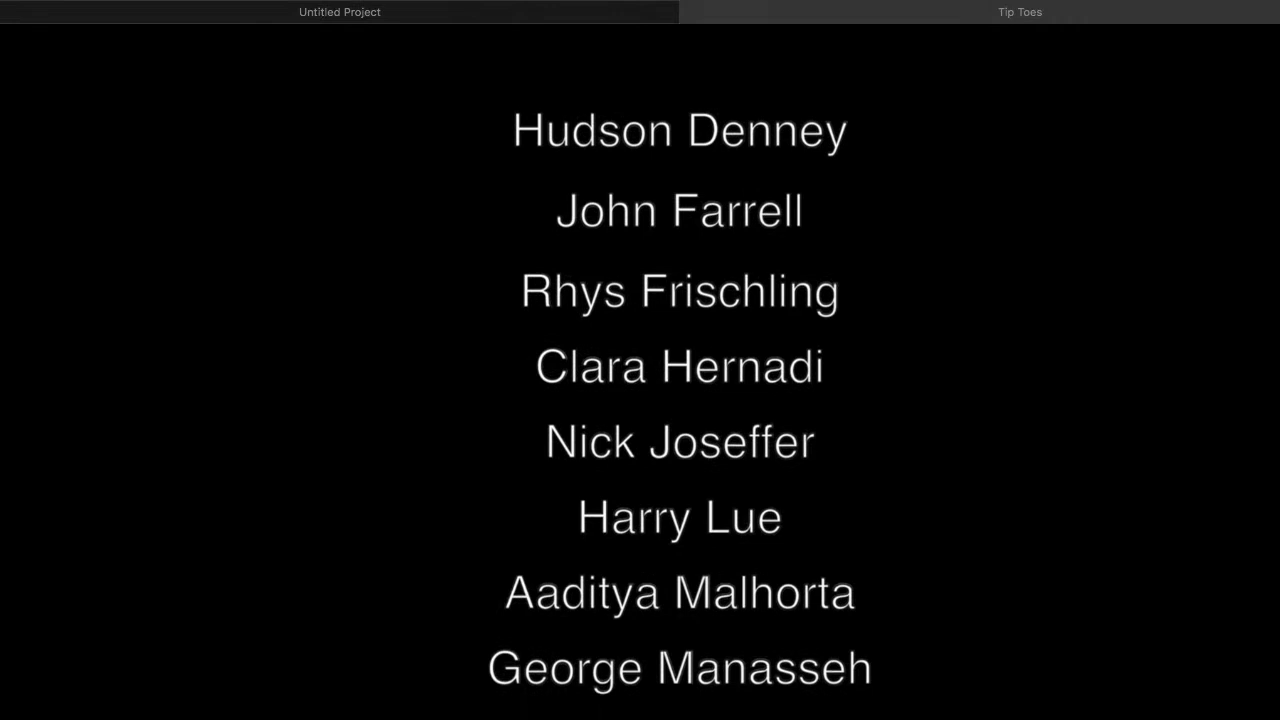 Untitled Project
Tip Toes
Hudson Denney
John Farrell
Rhys Frischling
Clara Hernadi
Nick Joseffer
Harry Lue
Aaditya Malhorta
George Manasseh